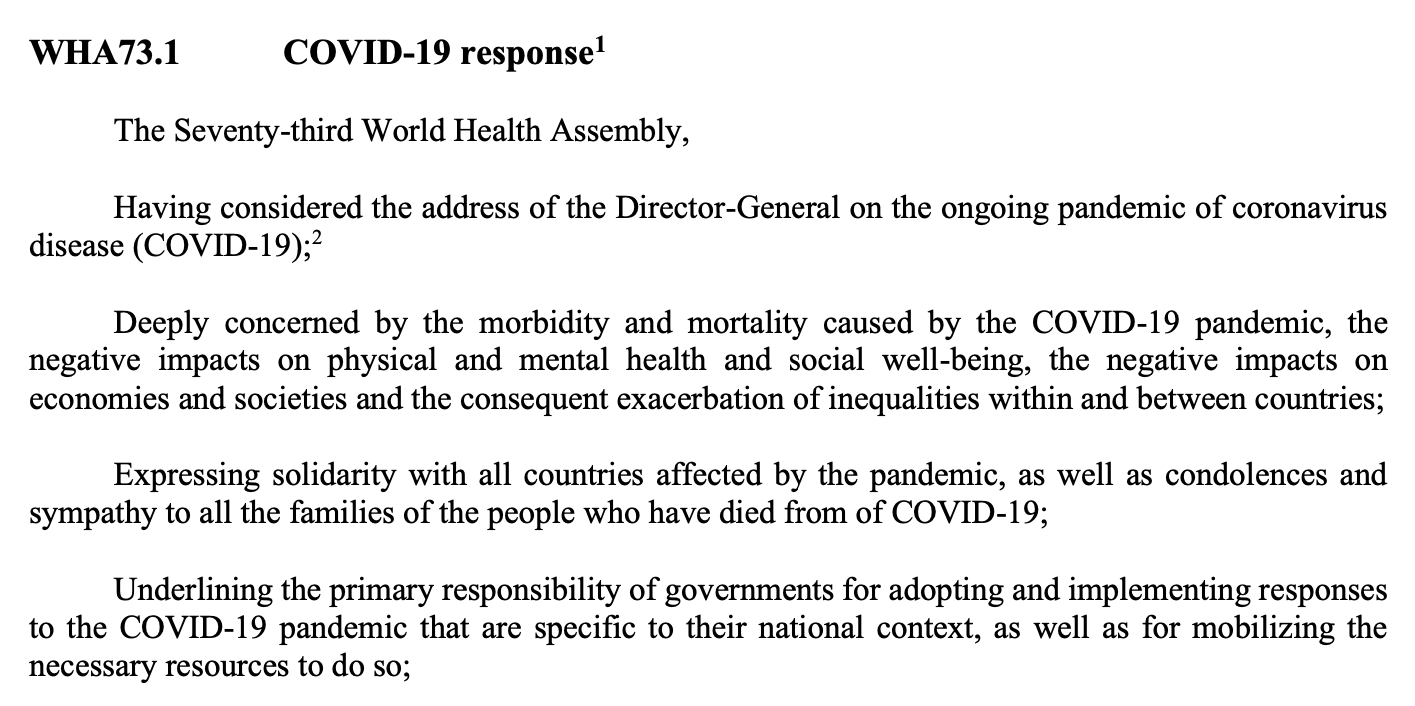 WHA73.1 COVID-19 response¹
The Seventy-third World Health Assembly,
Having considered the address of the Director-General on the ongoing pandemic of coronavirus
disease (COVID-19);²
Deeply concerned by the morbidity and mortality caused by the COVID-19 pandemic, the
negative impacts on physical and mental health and social well-being, the negative impacts on
economies and societies and the consequent exacerbation of inequalities within and between countries;
Expressing solidarity with all countries affected by the pandemic, as well as condolences and
sympathy to all the families of the people who have died from of COVID-19;
Underlining the primary responsibility of governments for adopting and implementing responses
to the COVID-19 pandemic that are specific to their national context, as well as for mobilizing the
necessary resources to do so;